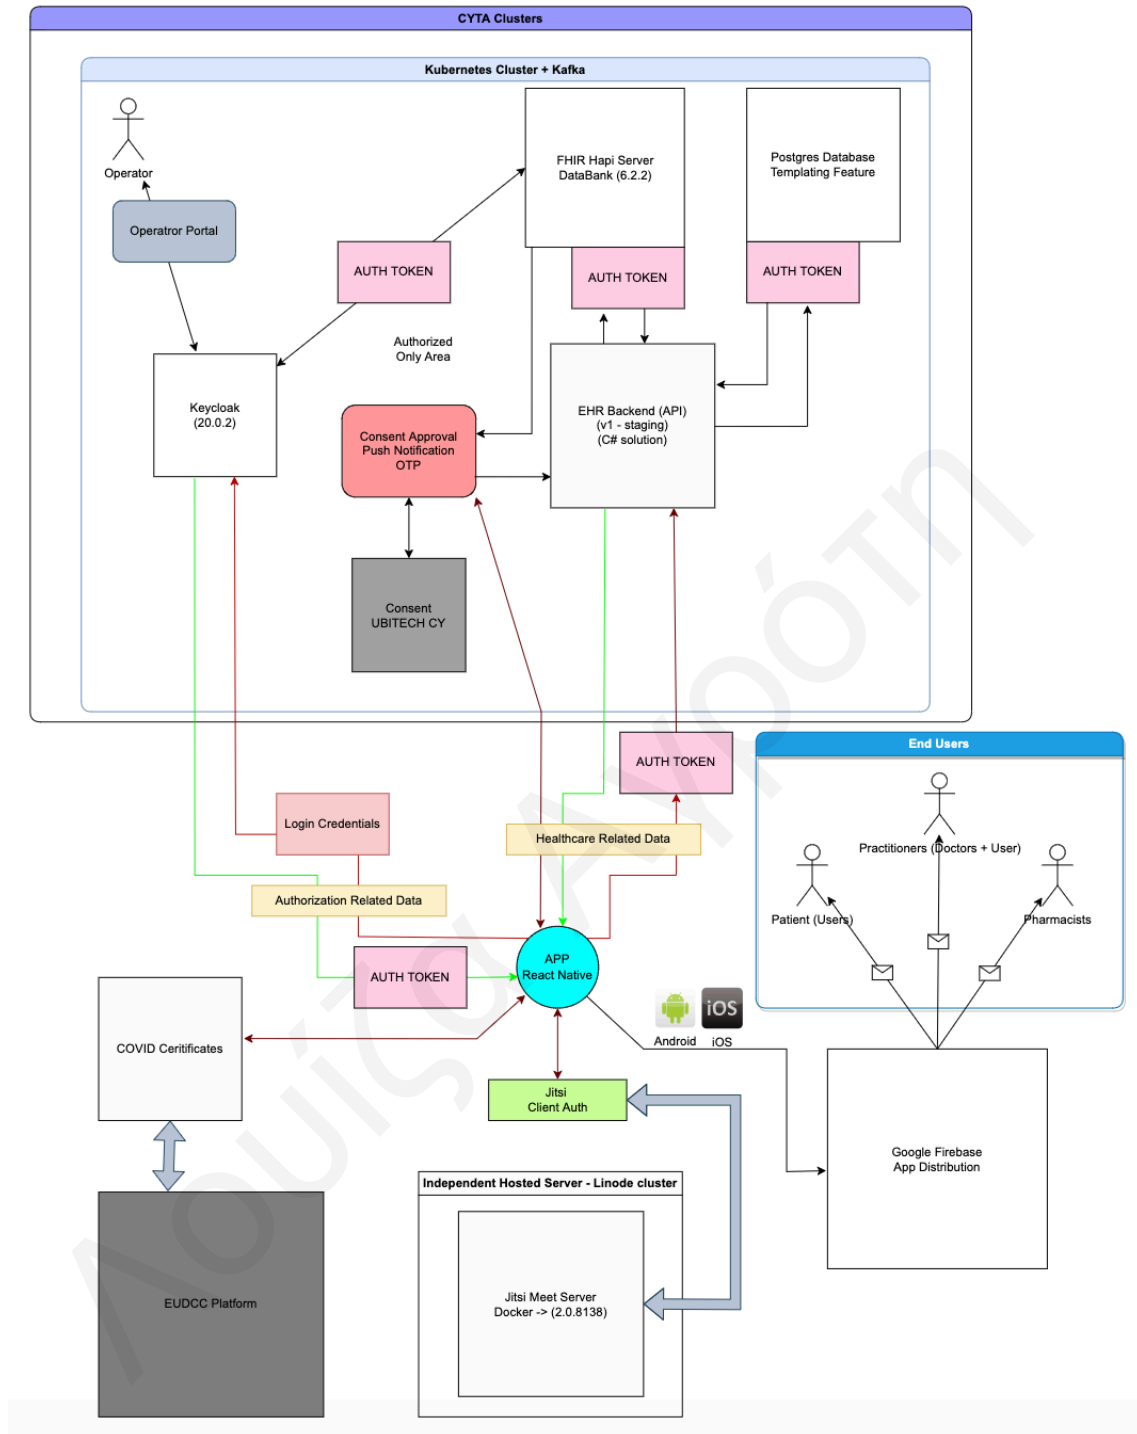 CYTA Clusters
Kubernetes Cluster + Kafka
Operator
Operatror Portal
FHIR Hapi Server
DataBank (6.2.2)
Postgres Database
Templating Feature
AUTH TOKEN
AUTH TOKEN
AUTH TOKEN
Authorized
Only Area
Keycloak
(20.0.2)
EHR Backend (API)
(v1 - staging)
(C# solution)
Consent Approval
Push Notification
OTP
Consent
UBITECH CY
AUTH TOKEN
End Users
Login Credentials
Healthcare Related Data
Practitioners (Doctors + User)
Authorization Related Data
Patient (Users)
Pharmacists
APP
React Native
AUTH TOKEN
iOS
Android
iOS
COVID Ceritificates
Jitsi
Client Auth
Google Firebase
App Distribution
Independent Hosted Server - Linode cluster
Jitsi Meet Server
Docker -> (2.0.8138)
EUDCC Platform
Λουίζα Αγρότη